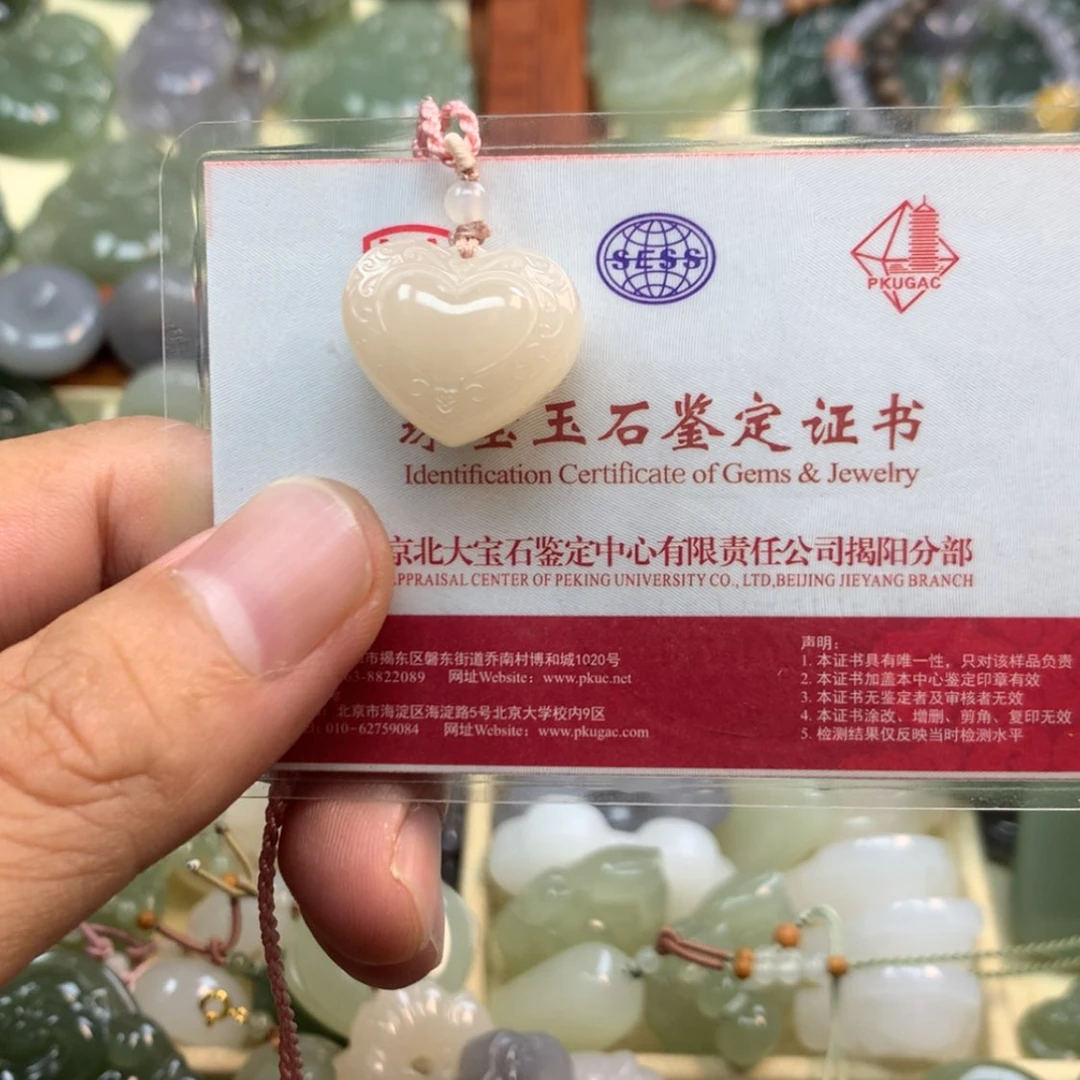 SESS
PKUGAC
玉石鉴定证书
Identification Certificate of Gems & Jewelry
京北大宝石鉴定中心有限责任公司揭阳分部
APPRAISAL CENTER OF PEKING UNIVERSITY CO., LTD,BEIJING JIEYANG BRANCH
市揭东区磐东街道乔南村博和城1020号
63-8822089 网址Website: www.pkuc.net
北京市海淀区海淀路5号北京大学校内9区
010-62759084 网址Website: www.pkugac.com
声明:
1. 本证书具有唯一性，只对该样品负责
2. 本证书加盖本中心鉴定印章有效
3. 本证书无鉴定者及审核者无效
4. 本证书涂改、增删、剪角、复印无效
5. 检测结果仅反映当时检测水平